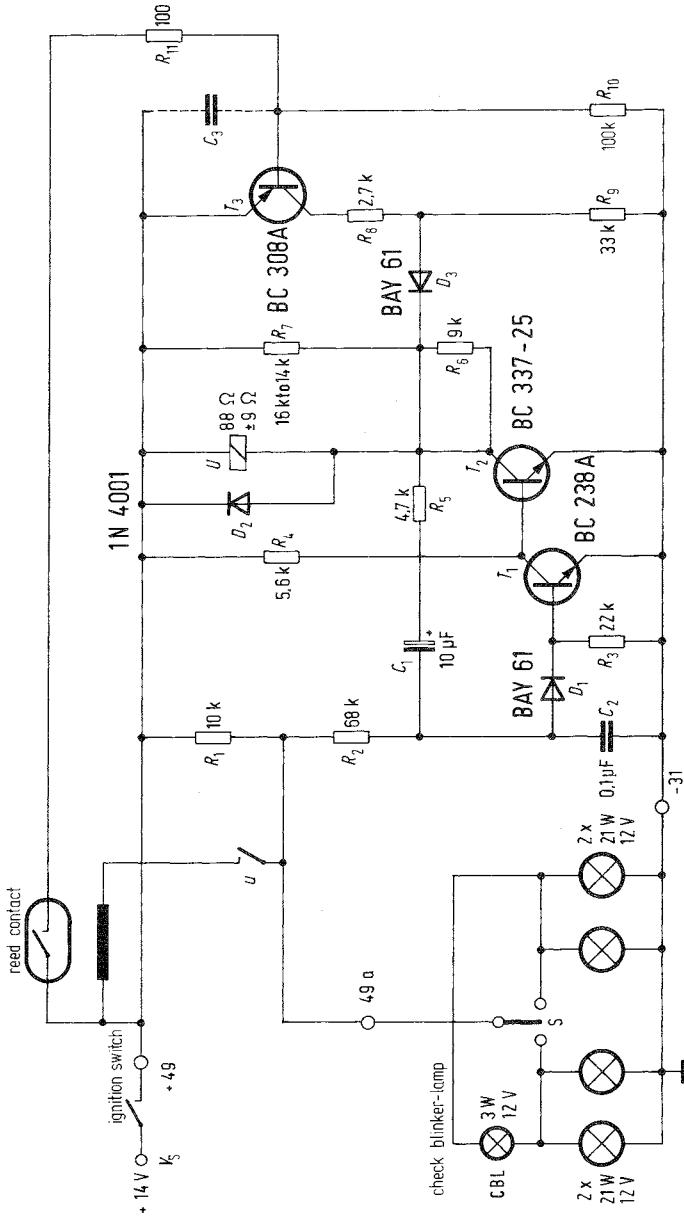 reed contact
ignition switch
+ 14 V
+ 49
V_S
1N 4001
R₁₁
100
C₃
T₃
BC 308A
R₈
2,7 k
BAY 61
D₃
R₉
33 k
R₁₀
100k
R₇
16 k to 14 k
R₆
9 k
U
88 Ω
±9 Ω
D₂
R₄
5,6 k
4,7 k
R₅
T₂
BC 337-25
T₁
BC 238A
C₁
+
10 µF
R₁
10 k
R₂
68 k
BAY 61
D₁
R₃
22 k
C₂
0,1 µF
-31
u
49 a
S
check blinker-lamp
CBL
3 W
12 V
2 x
21 W
12 V
2 x
21 W
12 V